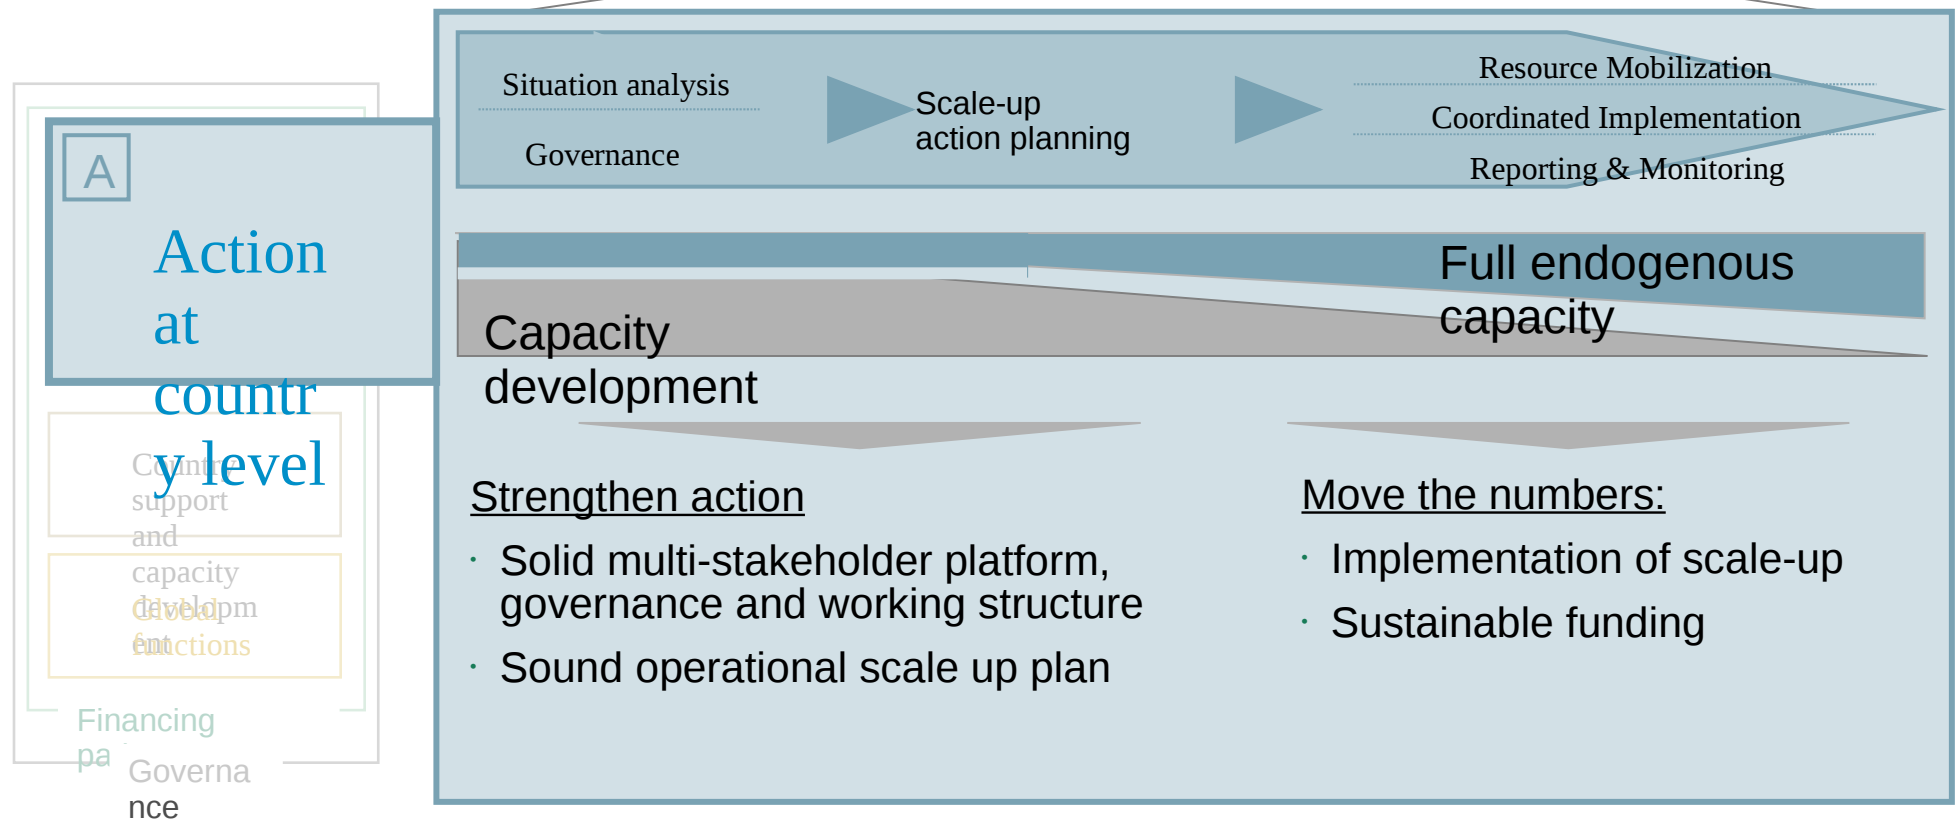 A
Action
at
countr
y level
Country
support
and
capacity
developm
ent
Global
functions
Financing
pa
Governa
nce
Situation analysis
Governance
Scale-up
action planning
Resource Mobilization
Coordinated Implementation
Reporting & Monitoring
Full endogenous
capacity
Capacity
development
Strengthen action
· Solid multi-stakeholder platform,
governance and working structure
· Sound operational scale up plan
Move the numbers:
· Implementation of scale-up
· Sustainable funding